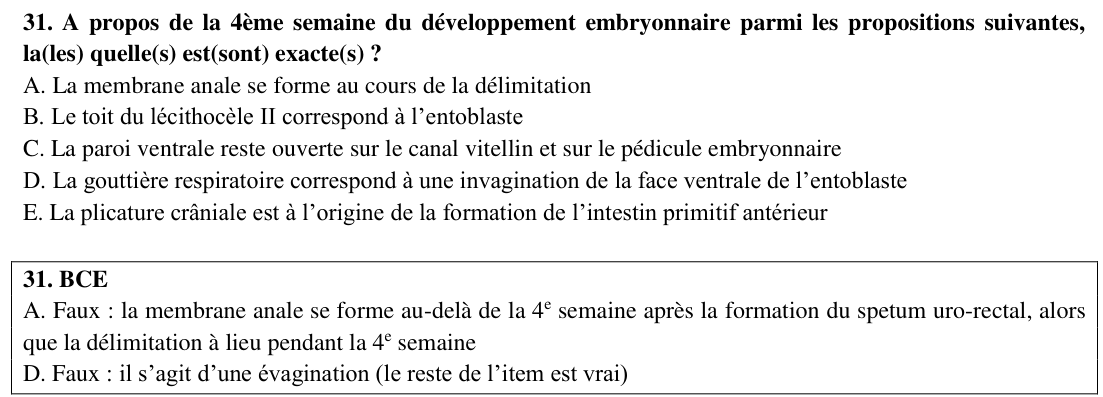 31. A propos de la 4ème semaine du développement embryonnaire parmi les propositions suivantes,
la(les) quelle(s) est(sont) exacte(s) ?
A. La membrane anale se forme au cours de la délimitation
B. Le toit du lécithocèle II correspond à l'entoblaste
C. La paroi ventrale reste ouverte sur le canal vitellin et sur le pédicule embryonnaire
D. La gouttière respiratoire correspond à une invagination de la face ventrale de l'entoblaste
E. La plicature crâniale est à l'origine de la formation de l'intestin primitif antérieur
31. BCE
A. Faux : la membrane anale se forme au-delà de la 4e semaine après la formation du spetum uro-rectal, alors
que la délimitation à lieu pendant la 4e semaine
D. Faux : il s'agit d'une évagination (le reste de l'item est vrai)